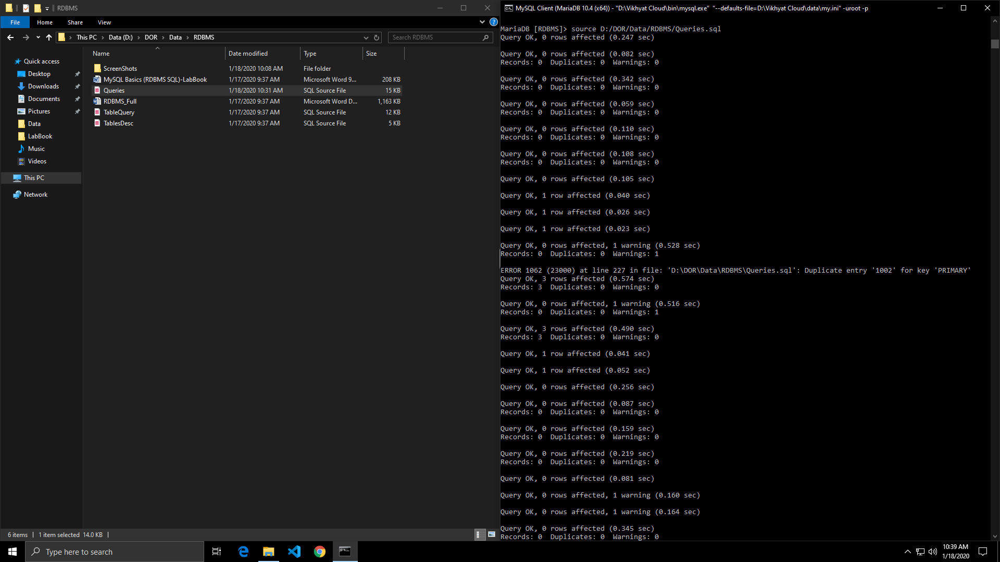 RDBMS
File Home Share View
This PC Data (D:) DOR Data RDBMS
Search RDBMS
Name Date modified Type Size
Quick access
Desktop
Downloads
Documents
Pictures
Data
LabBook
Music
Videos
This PC
Network
ScreenShots 1/18/2020 10:08 AM File folder
MySQL Basics (RDBMS SQL)-LabBook 1/17/2020 9:37 AM Microsoft Word 9... 208 KB
Queries 1/18/2020 10:31 AM SQL Source File 15 KB
RDBMS_Full 1/17/2020 9:37 AM Microsoft Word D... 1,163 KB
TableQuery 1/17/2020 9:37 AM SQL Source File 12 KB
TablesDesc 1/17/2020 9:37 AM SQL Source File 5 KB
6 items 1 item selected 14.0 KB
MySQL Client (MariaDB 10.4 (x64)) - "D:\Vikhyat Cloud\bin\mysql.exe" "--defaults-file=D:\Vikhyat Cloud\data\my.ini" -uroot -p
MariaDB [RDBMS]> source D:/DOR/Data/RDBMS/Queries.sql
Query OK, 0 rows affected (0.247 sec)
Query OK, 0 rows affected (0.082 sec)
Records: 0 Duplicates: 0 Warnings: 0
Query OK, 0 rows affected (0.342 sec)
Records: 0 Duplicates: 0 Warnings: 0
Query OK, 0 rows affected (0.059 sec)
Records: 0 Duplicates: 0 Warnings: 0
Query OK, 0 rows affected (0.110 sec)
Records: 0 Duplicates: 0 Warnings: 0
Query OK, 0 rows affected (0.108 sec)
Records: 0 Duplicates: 0 Warnings: 0
Query OK, 0 rows affected (0.105 sec)
Query OK, 1 row affected (0.040 sec)
Query OK, 1 row affected (0.026 sec)
Query OK, 1 row affected (0.023 sec)
Query OK, 0 rows affected, 1 warning (0.528 sec)
Records: 0 Duplicates: 0 Warnings: 1
ERROR 1062 (23000) at line 227 in file: 'D:\DOR\Data\RDBMS\Queries.sql': Duplicate entry '1002' for key 'PRIMARY'
Query OK, 3 rows affected (0.574 sec)
Records: 3 Duplicates: 0 Warnings: 0
Query OK, 0 rows affected, 1 warning (0.516 sec)
Records: 0 Duplicates: 0 Warnings: 1
Query OK, 3 rows affected (0.490 sec)
Records: 3 Duplicates: 0 Warnings: 0
Query OK, 1 row affected (0.041 sec)
Query OK, 1 row affected (0.052 sec)
Query OK, 0 rows affected (0.256 sec)
Query OK, 0 rows affected (0.087 sec)
Records: 0 Duplicates: 0 Warnings: 0
Query OK, 0 rows affected (0.159 sec)
Records: 0 Duplicates: 0 Warnings: 0
Query OK, 0 rows affected (0.219 sec)
Records: 0 Duplicates: 0 Warnings: 0
Query OK, 0 rows affected (0.081 sec)
Query OK, 0 rows affected, 1 warning (0.160 sec)
Query OK, 0 rows affected, 1 warning (0.164 sec)
Query OK, 0 rows affected (0.345 sec)
Records: 0 Duplicates: 0 Warnings: 0
Type here to search
10:39 AM
1/18/2020